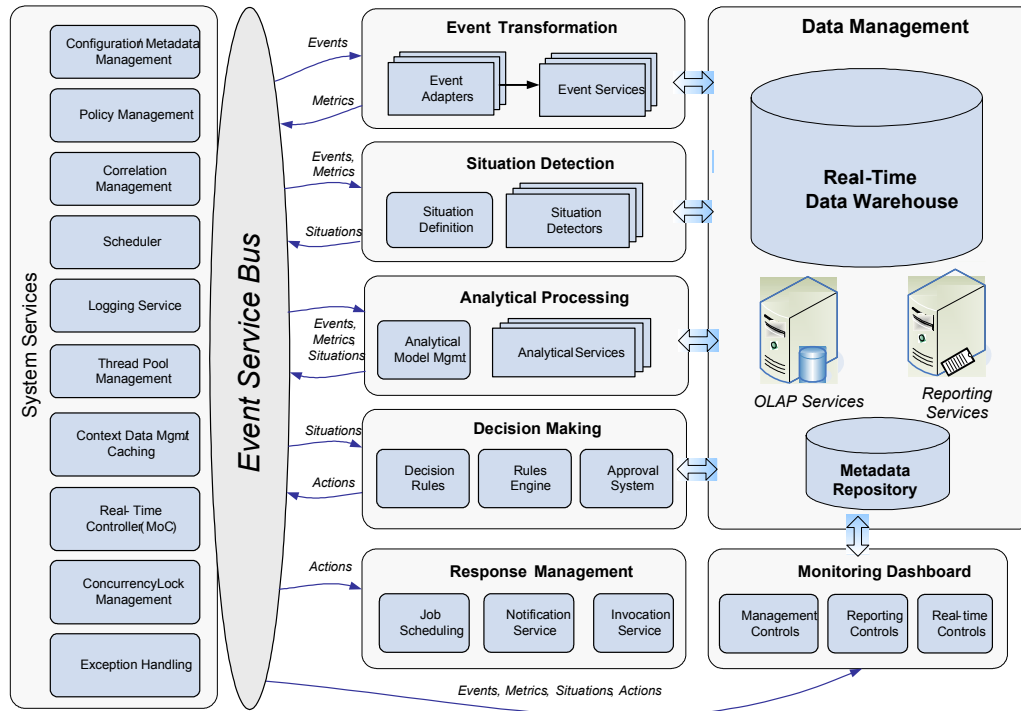 System Services
Configuration/Metadata
Management
Policy Management
Correlation
Management
Scheduler
Logging Service
Thread Pool
Management
Context Data Mgmt.
Caching
Real- Time
Controller(MoC)
ConcurrencyLock
Management
Exception Handling
Event Service Bus
Events
Metrics
Events,
Metrics
Situations
Events,
Metrics,
Situations
Situations
Actions
Actions
Events, Metrics, Situations, Actions
Event Transformation
Event
Adapters
Event Services
Situation Detection
Situation
Definition
Situation
Detectors
Analytical Processing
Analytical
Model Mgmt.
Analytical Services
Decision Making
Decision
Rules
Rules
Engine
Approval
System
Response Management
Job
Scheduling
Notification
Service
Invocation
Service
Data Management
Real-Time
Data Warehouse
OLAP Services
Reporting
Services
Metadata
Repository
Monitoring Dashboard
Management
Controls
Reporting
Controls
Real-time
Controls